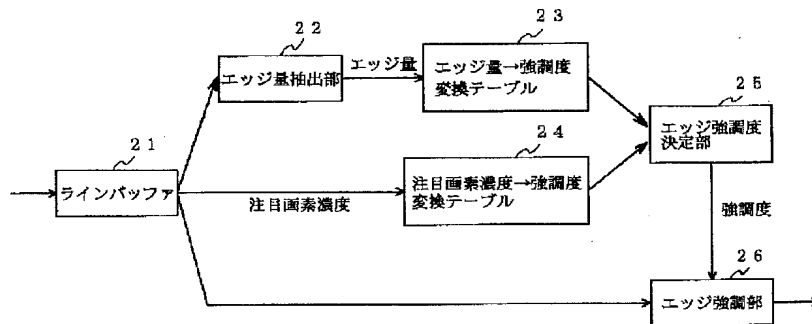 ２２
エッジ量抽出部
エッジ量
２３
エッジ量→強調度
変換テーブル
２５
エッジ強調度
決定部
２１
ラインバッファ
注目画素濃度
２４
注目画素濃度→強調度
変換テーブル
強調度
２６
エッジ強調部